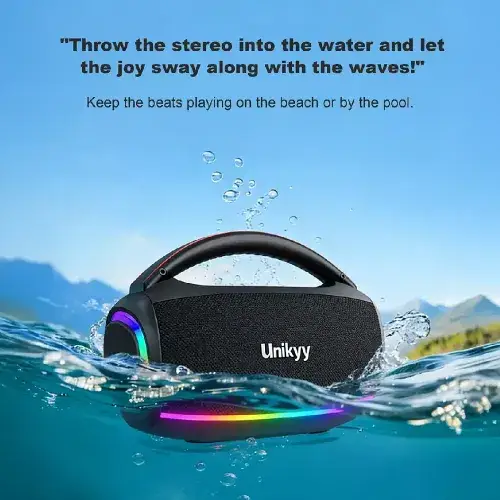 "Throw the stereo into the water and let
the joy sway along with the waves!"
Keep the beats playing on the beach or by the pool.
Unikyy